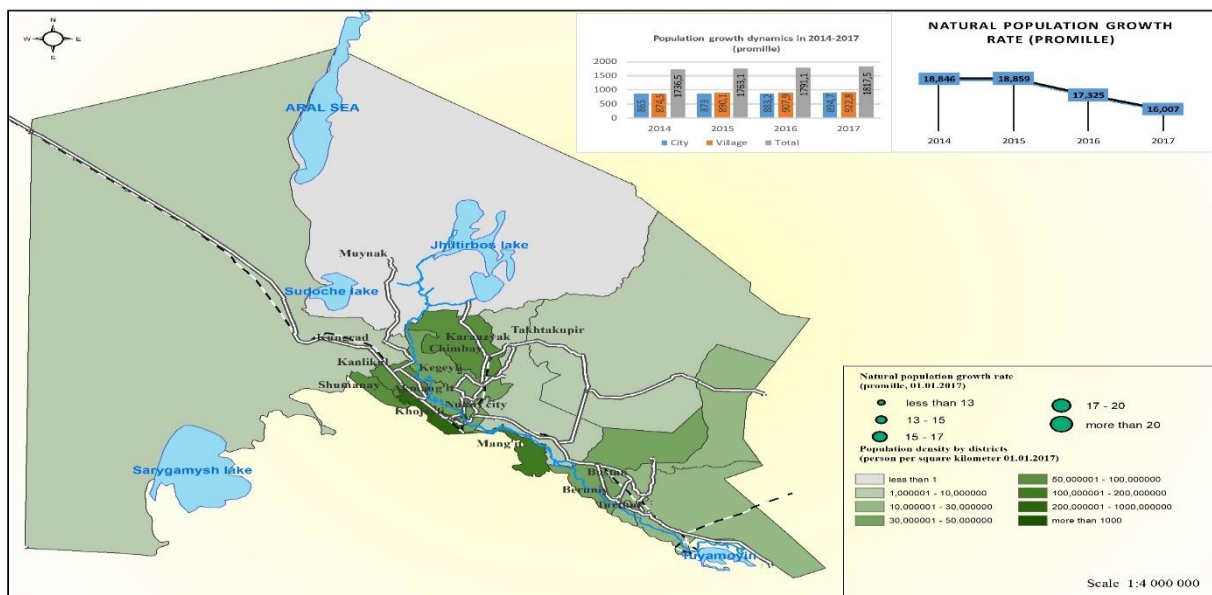 N
W E
S
Population growth dynamics in 2014-2017
(promille)
2000
1500
1000
500
0
865
874,5
1736,5
873
890,1
1763,1
883,2
907,9
1791,1
894,7
922,8
1817,5
2014 2015 2016 2017
City Village Total
NATURAL POPULATION GROWTH
RATE (PROMILLE)
18,846 18,859 17,325 16,007
2014 2015 2016 2017
ARAL SEA
Jhiltirbos lake
Muynak
Sudoche lake
Takhtakupir
Karauzyak
Kungrad
Chimbay
Kanlikul
Kegeyli
Shumanay
city
Mang'it
Sarygamysh lake
Beruniy
Tuyamoyin
Natural population growth rate
(promille, 01.01.2017)
less than 13
13 - 15
15 - 17
17 - 20
more than 20
Population density by districts
(person per square kilometer 01.01.2017)
less than 1
1,000001 - 10,000000
10,000001 - 30,000000
30,000001 - 50,000000
50,000001 - 100,000000
100,000001 - 200,000000
200,000001 - 1000,000000
more than 1000
Scale 1:4 000 000